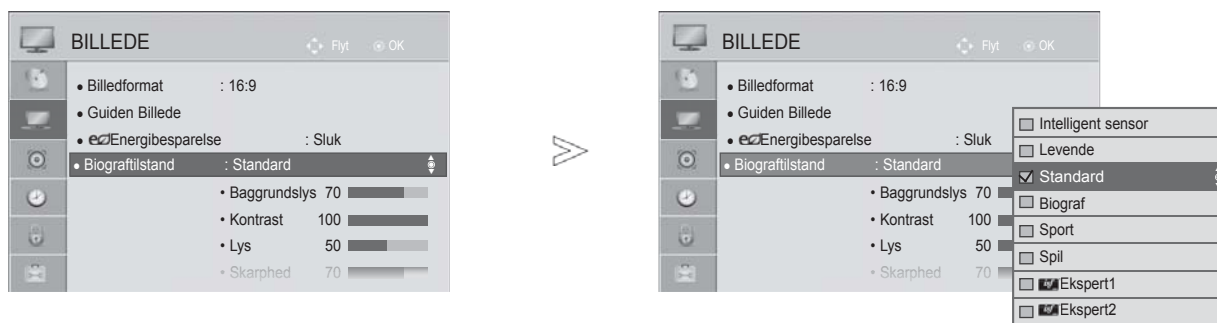 BILLEDE Flyt OK
• Billedformat : 16:9
• Guiden Billede
• eco Energibesparelse : Sluk
• Biograftilstand : Standard
• Baggrundslys 70
• Kontrast 100
• Lys 50
• Skarphed 70
BILLEDE Flyt OK
• Billedformat : 16:9
• Guiden Billede
• eco Energibesparelse : Sluk
• Biograftilstand : Standard
• Baggrundslys 70
• Kontrast 100
• Lys 50
• Skarphed 70
Intelligent sensor
Levende
Standard
Biograf
Sport
Spil
Ekspert1
Ekspert2